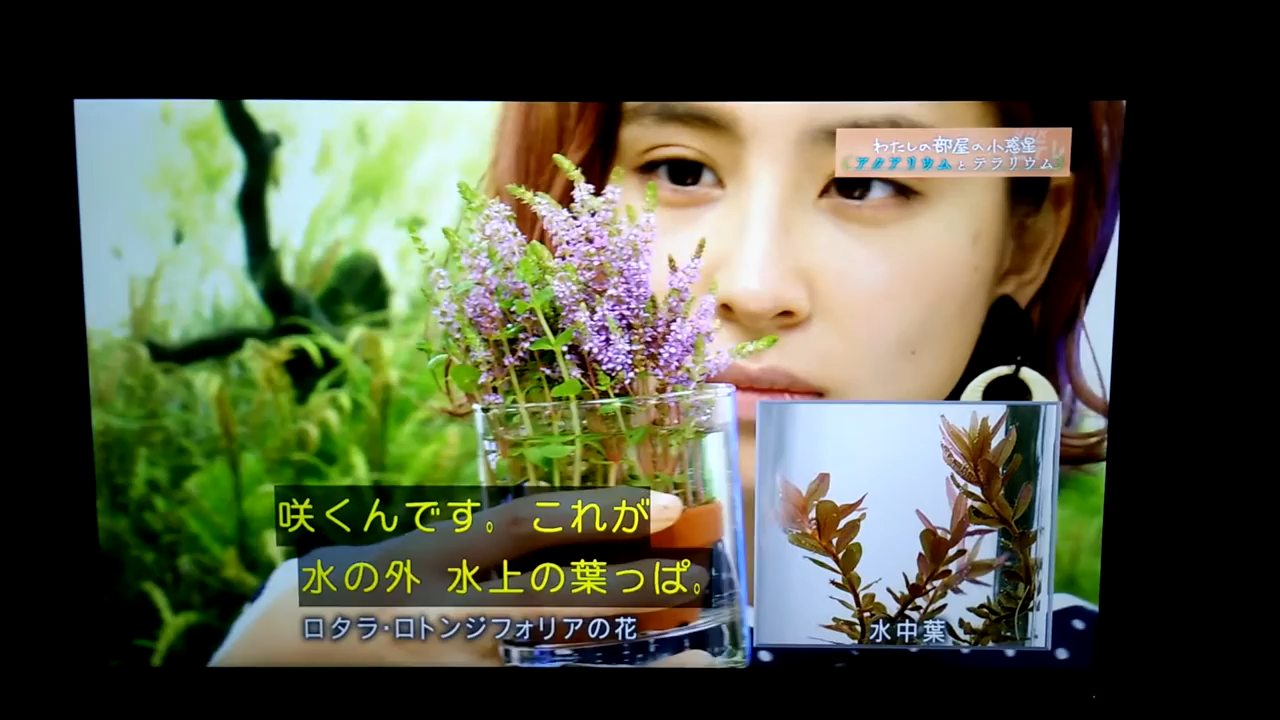 わたしの部屋の小惑星
アクアリウムとテラリウム
咲くんです。これが
水の外 水上の葉っぱ。
ロタラ・ロトンジフォリアの花
水中葉